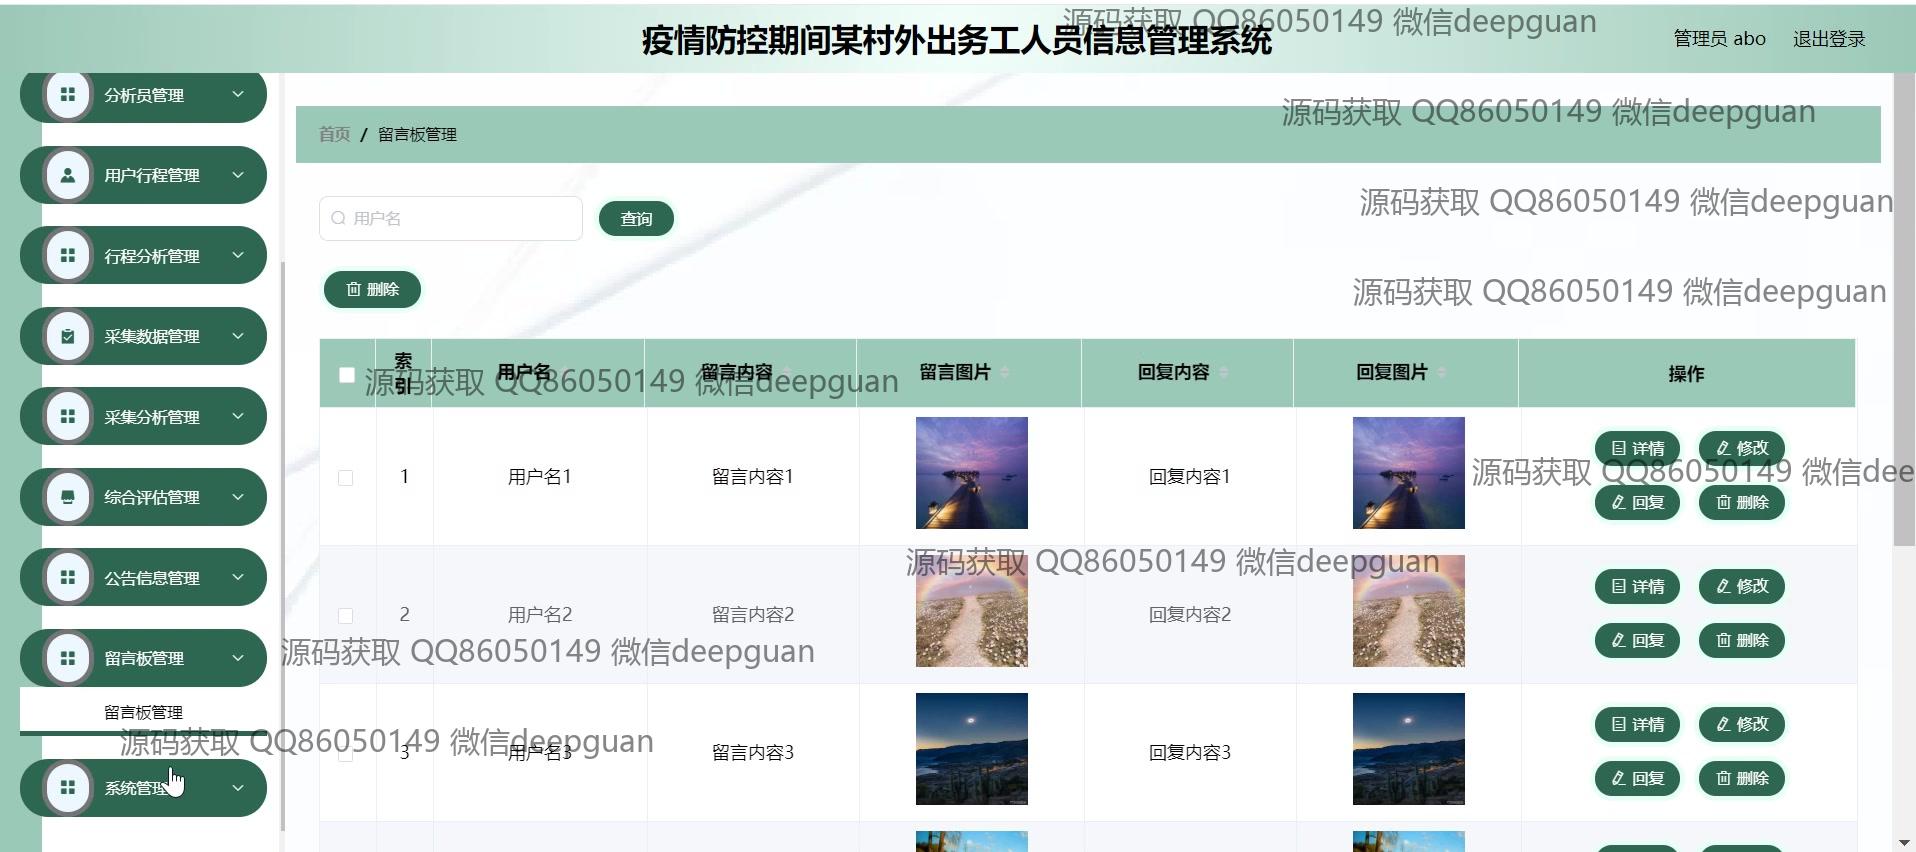 疫情防控期间某村外出务工人员信息管理系统
源码获取 QQ86050149 微信deepguan
管理员 abo
退出登录
分析员管理
用户行程管理
行程分析管理
采集数据管理
采集分析管理
综合评估管理
公告信息管理
留言板管理
留言板管理
系统管理
首页 / 留言板管理
源码获取 QQ86050149 微信deepguan
源码获取 QQ86050149 微信deepguan
用户名
查询
源码获取 QQ86050149 微信deepguan
删除
索引 用户名 留言内容 留言图片 回复内容 回复图片 操作
源码获取 QQ86050149 微信deepguan
1 用户名1 留言内容1 回复内容1
详情 修改
源码获取 QQ86050149 微信dee
回复 删除
源码获取 QQ86050149 微信deepguan
2 用户名2 留言内容2 回复内容2
详情 修改
回复 删除
源码获取 QQ86050149 微信deepguan
3 用户名3 留言内容3 回复内容3
详情 修改
源码获取 QQ86050149 微信deepguan
回复 删除